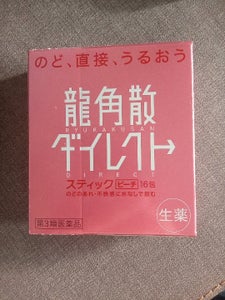 のど、直接、うるおう
龍角散
RYUKAKUSAN
ダイレクト
DIRECT
スティック ピーチ 16包
のどのあれ・不快感に水なしで飲む
第3類医薬品
生薬